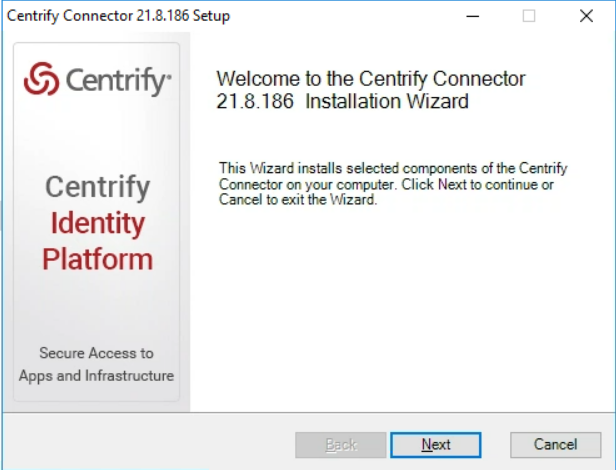 Centrify Connector 21.8.186 Setup
Centrify
Centrify
Identity
Platform
Secure Access to
Apps and Infrastructure
Welcome to the Centrify Connector
21.8.186 Installation Wizard
This Wizard installs selected components of the Centrify
Connector on your computer. Click Next to continue or
Cancel to exit the Wizard.
Back
Next
Cancel